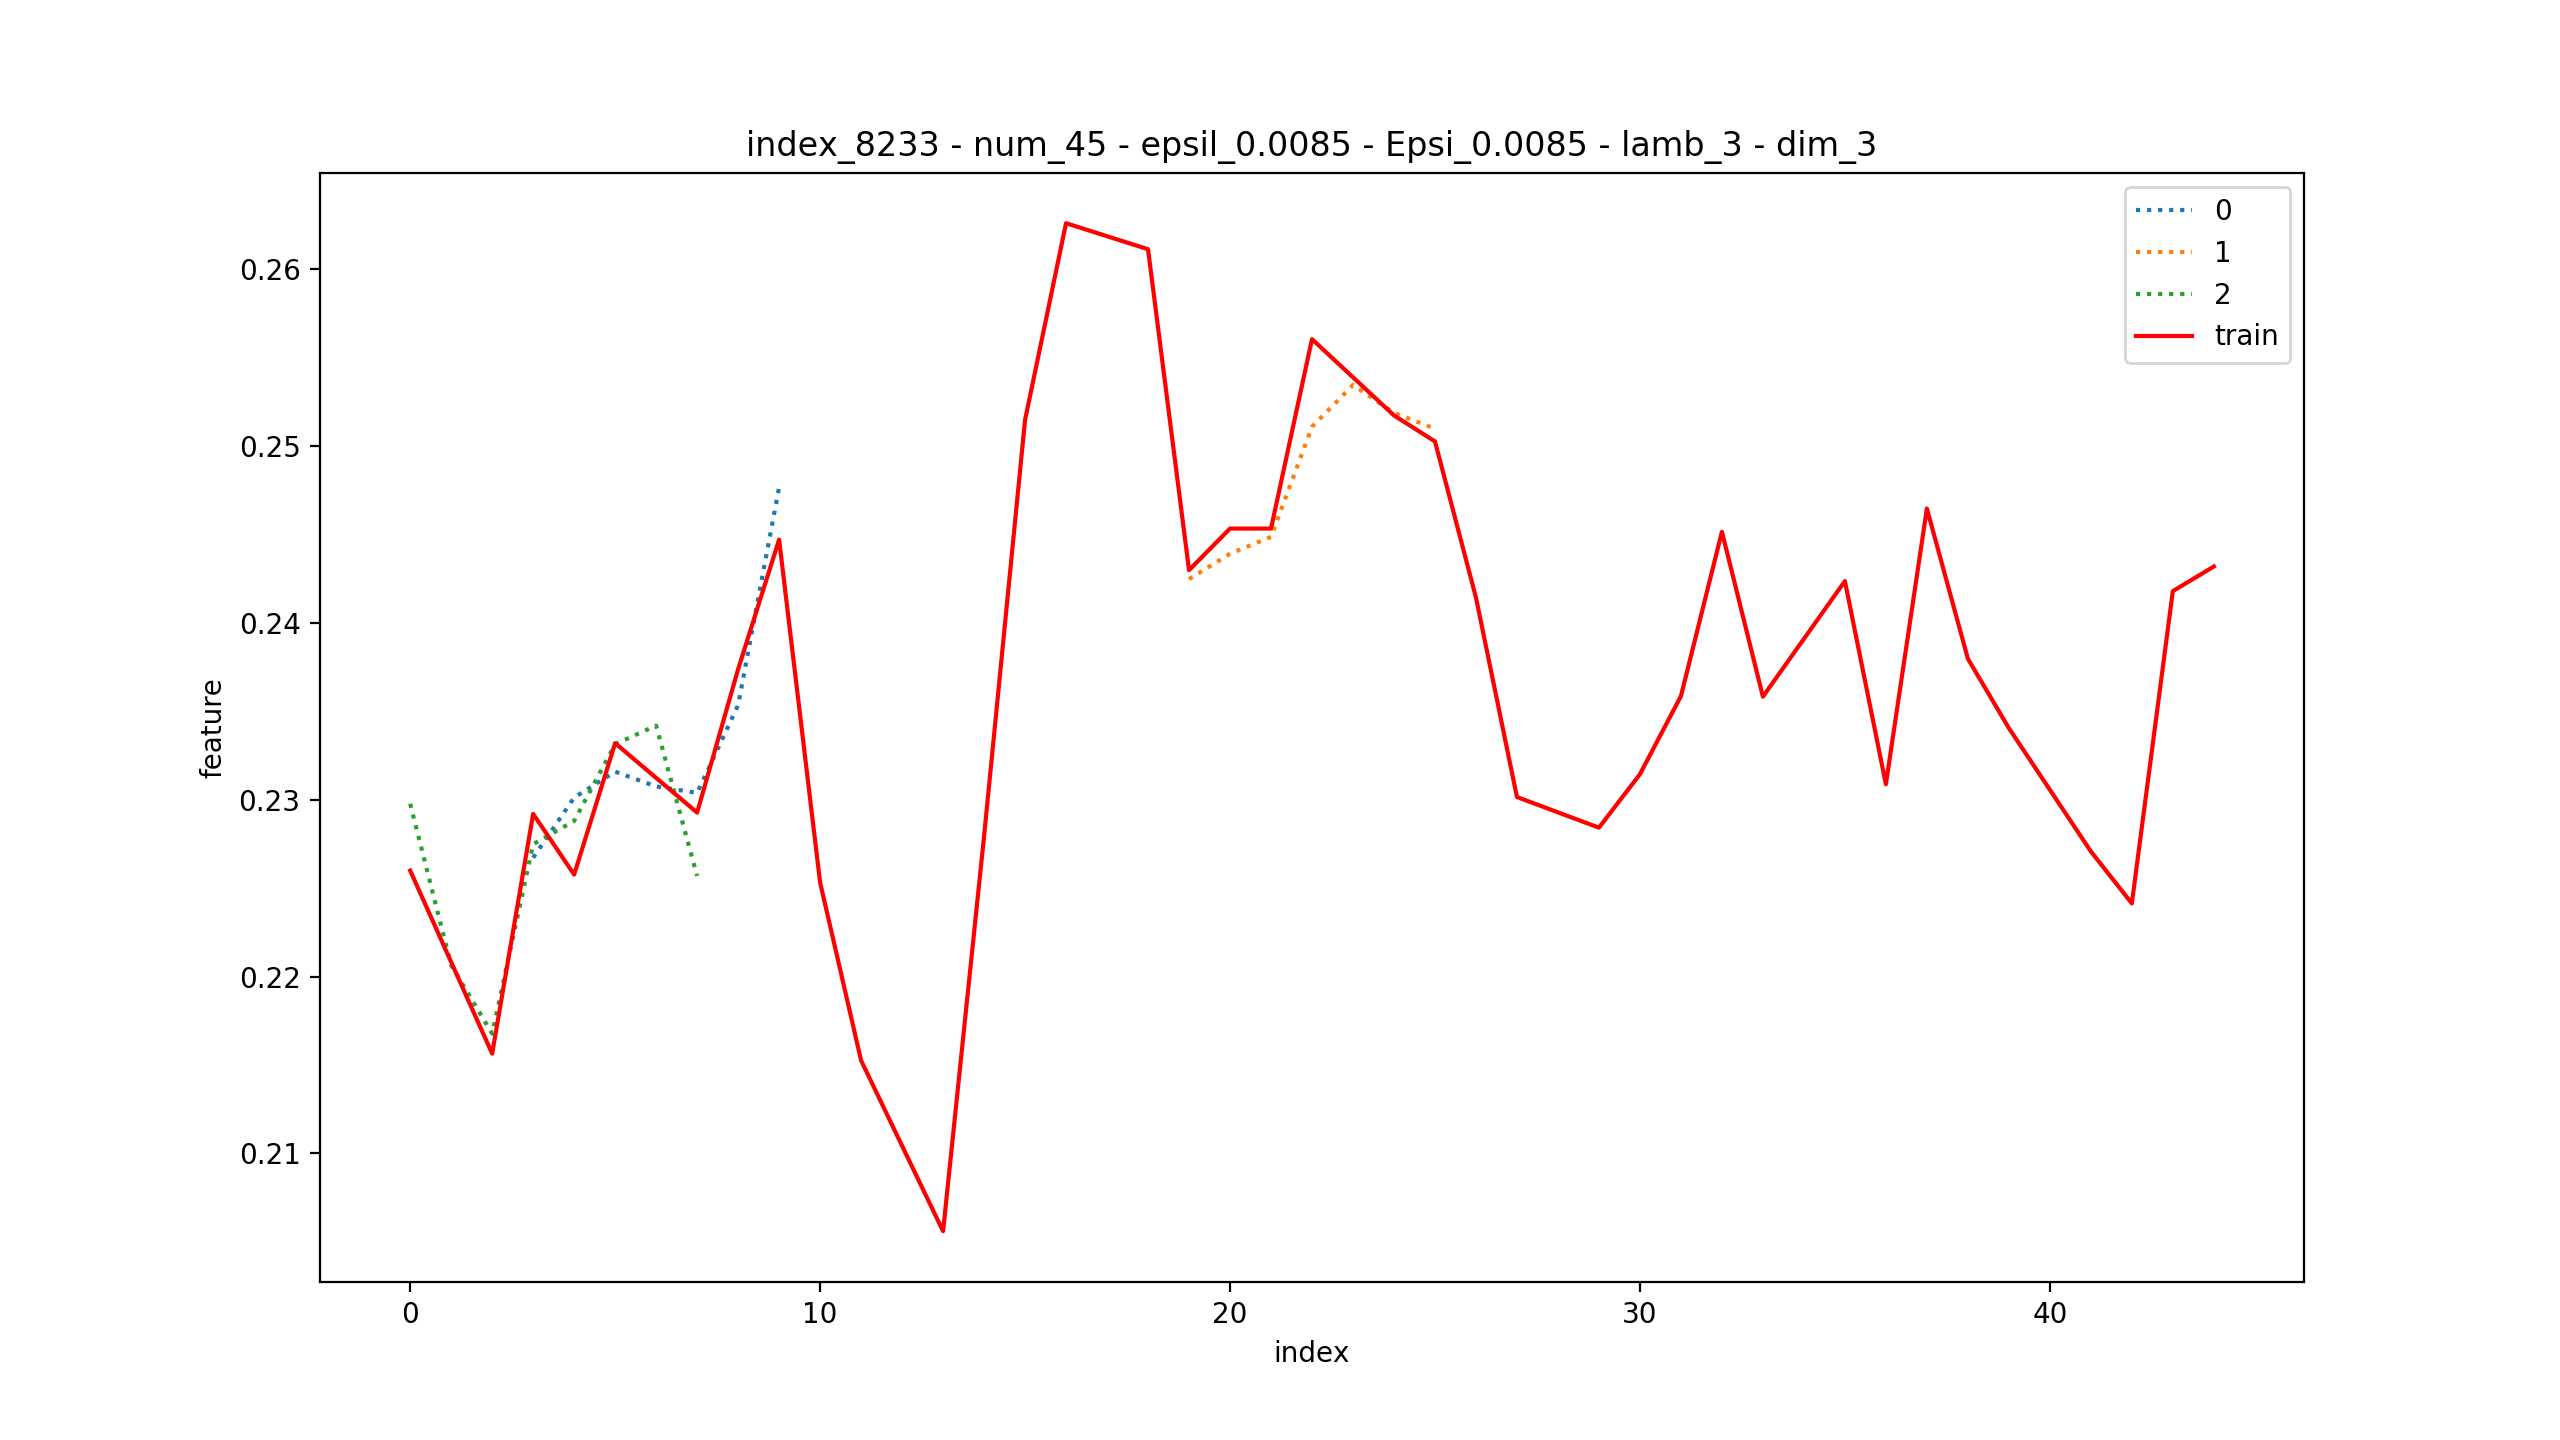 index_8233 - num_45 - epsil_0.0085 - Epsi_0.0085 - lamb_3 - dim_3
0
1
2
train
0.26
0.25
0.24
0.23
0.22
0.21
feature
0 10 20 30 40
index